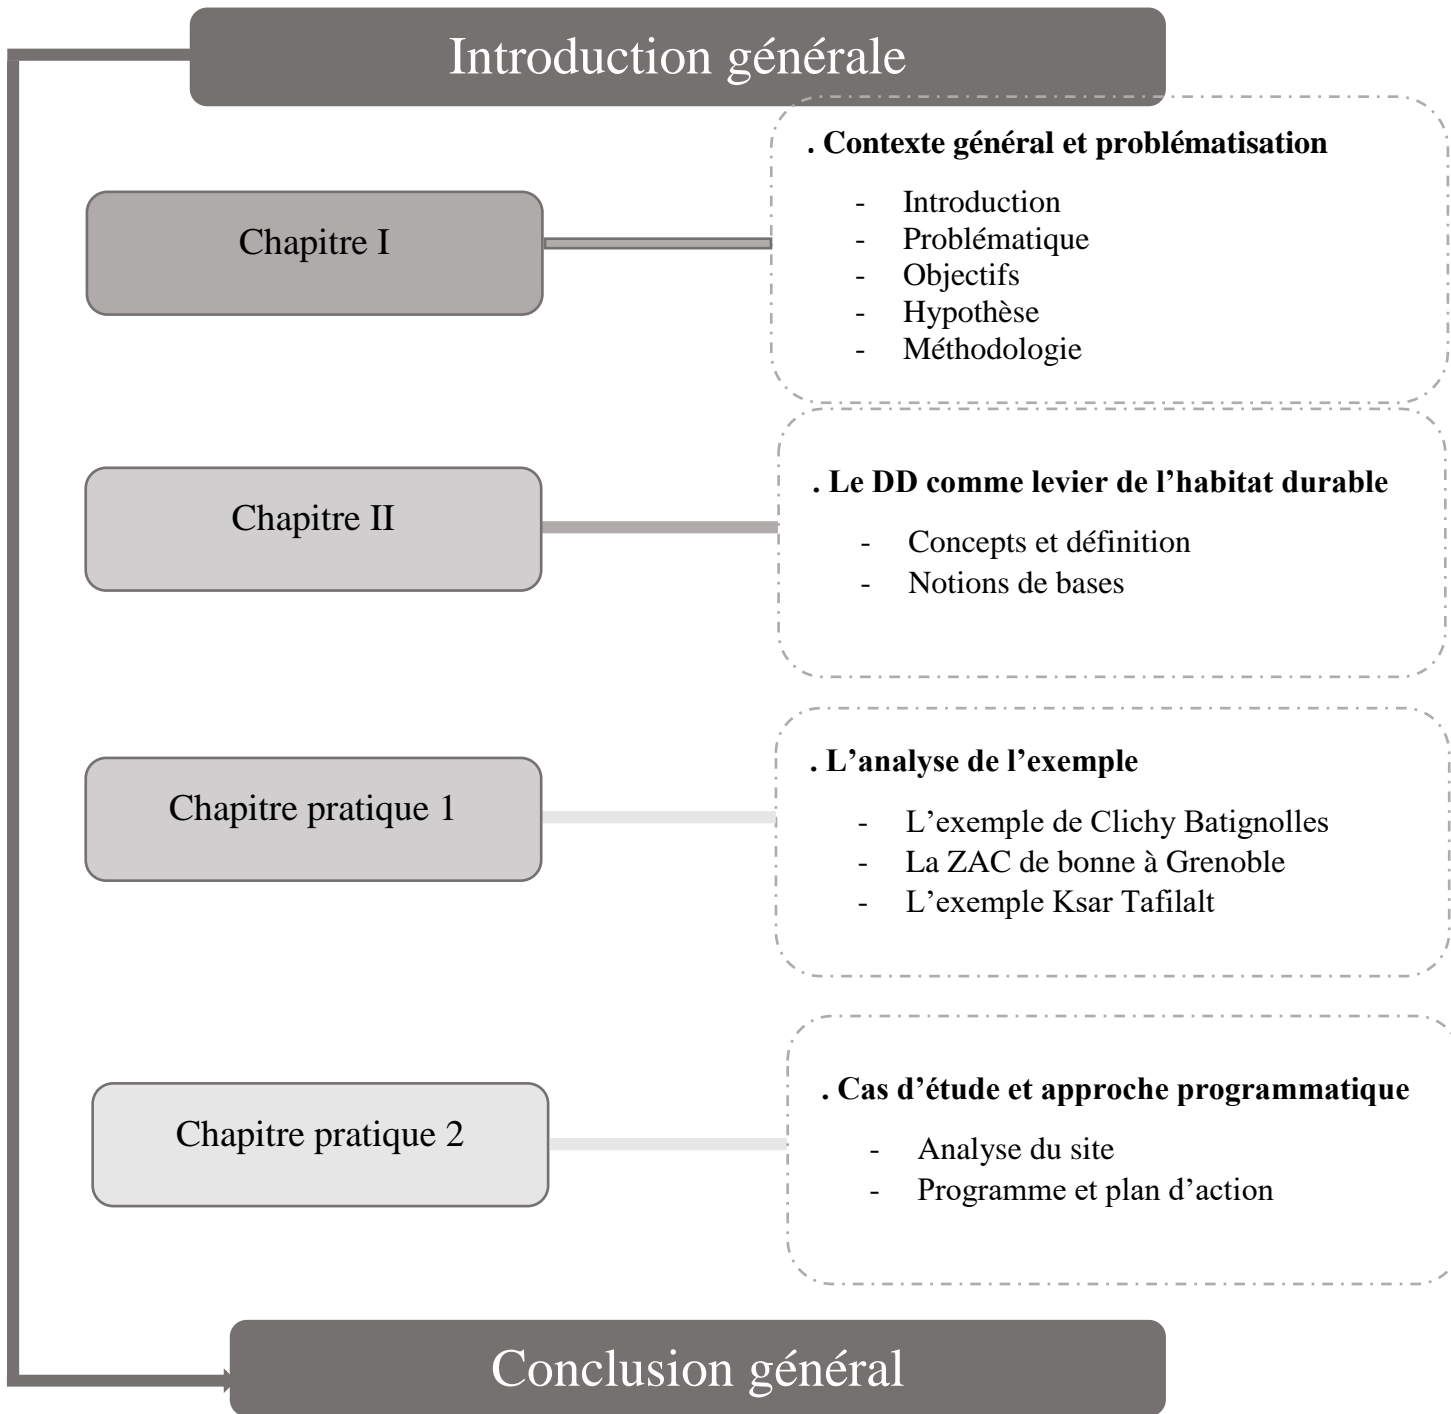 Introduction générale
Chapitre I
. Contexte général et problématisation
- Introduction
- Problématique
- Objectifs
- Hypothèse
- Méthodologie
Chapitre II
. Le DD comme levier de l’habitat durable
- Concepts et définition
- Notions de bases
Chapitre pratique 1
. L’analyse de l’exemple
- L’exemple de Clichy Batignolles
- La ZAC de bonne à Grenoble
- L’exemple Ksar Tafilalt
Chapitre pratique 2
. Cas d’étude et approche programmatique
- Analyse du site
- Programme et plan d’action
Conclusion général